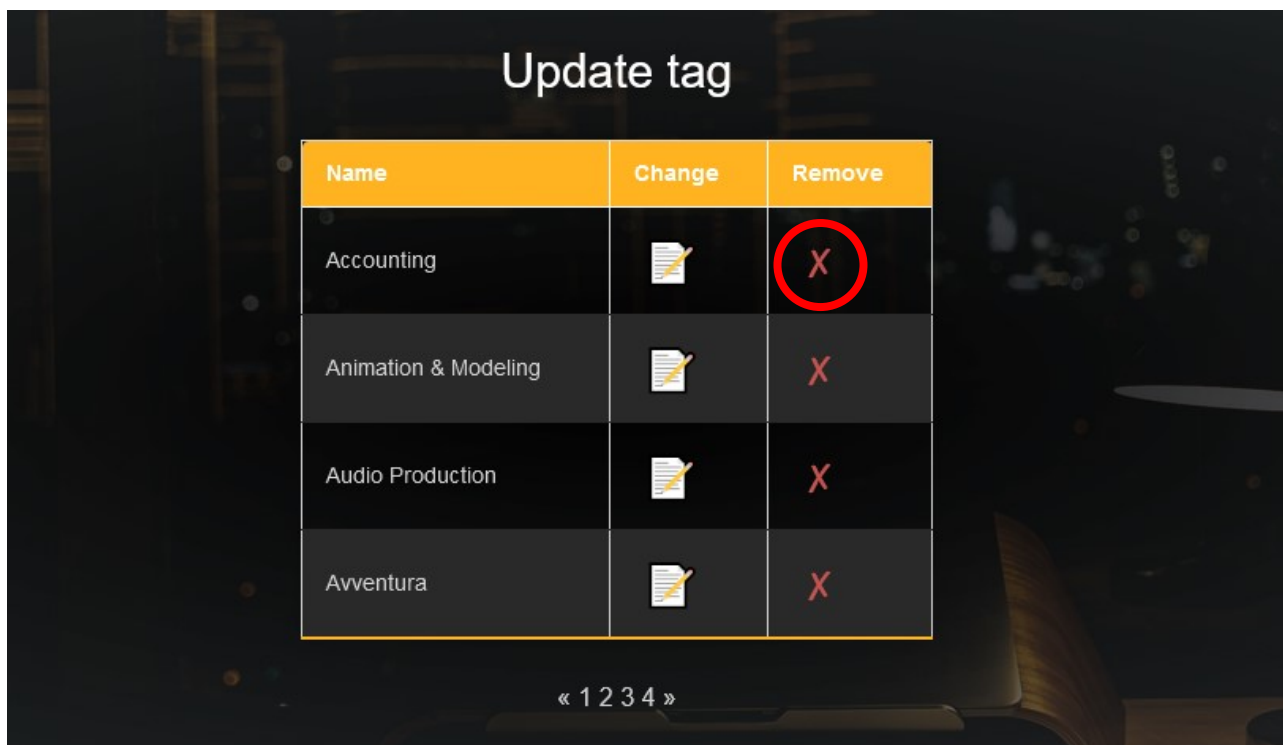 Update tag
Name Change Remove
Accounting X
Animation & Modeling X
Audio Production X
Avventura X
« 1 2 3 4 »